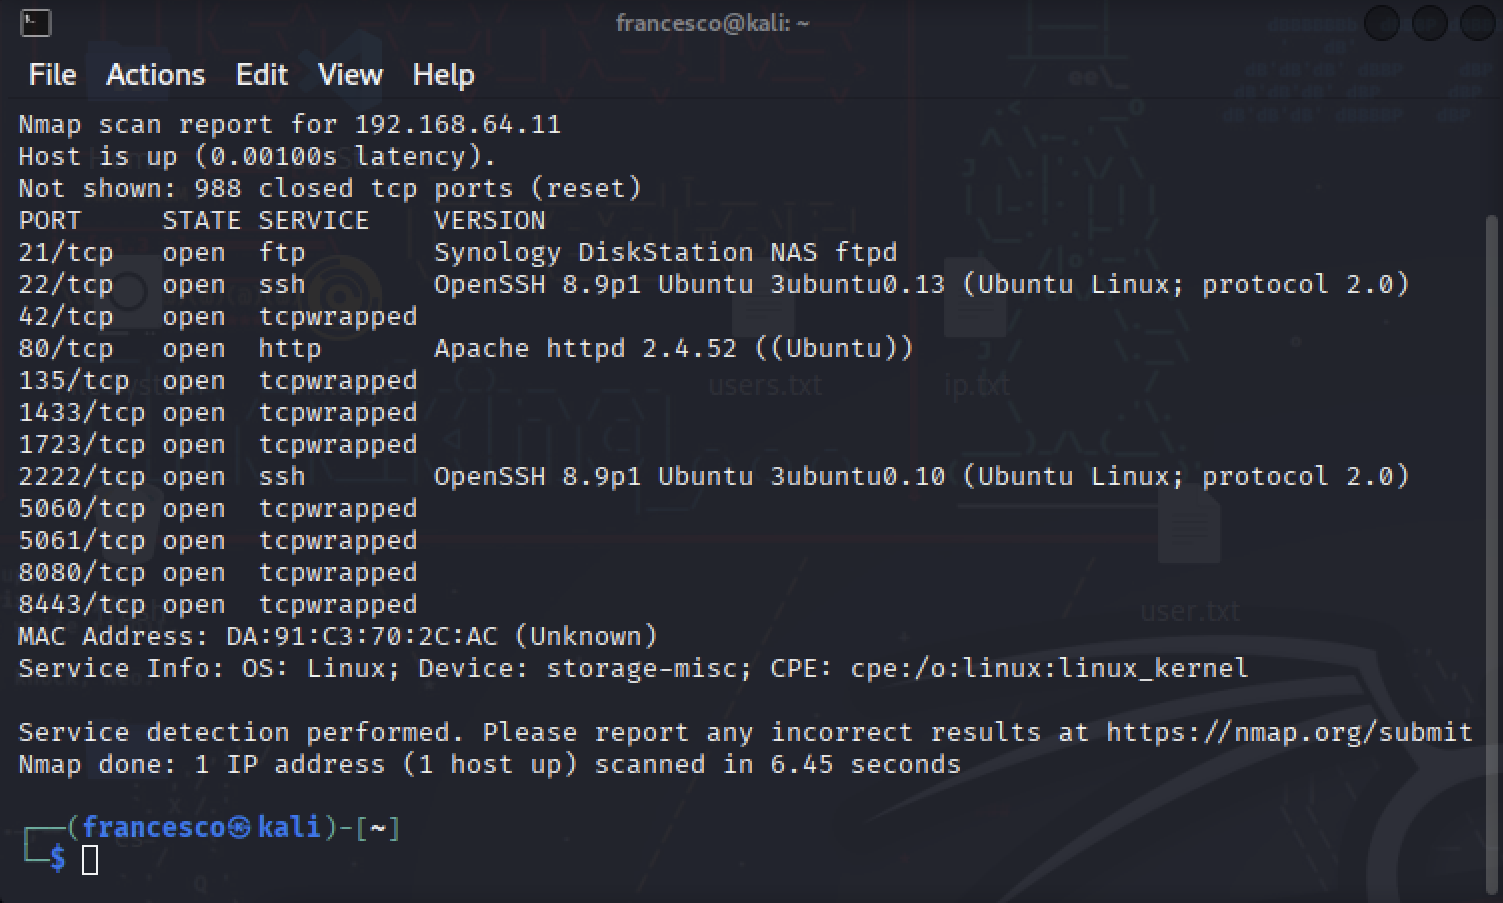 francesco@kali: ~
File Actions Edit View Help
Nmap scan report for 192.168.64.11
Host is up (0.00100s latency).
Not shown: 988 closed tcp ports (reset)
PORT     STATE SERVICE    VERSION
21/tcp   open  ftp        Synology DiskStation NAS ftpd
22/tcp   open  ssh        OpenSSH 8.9p1 Ubuntu 3ubuntu0.13 (Ubuntu Linux; protocol 2.0)
42/tcp   open  tcpwrapped
80/tcp   open  http       Apache httpd 2.4.52 ((Ubuntu))
135/tcp  open  tcpwrapped
users.txt
ip.txt
1433/tcp open  tcpwrapped
1723/tcp open  tcpwrapped
2222/tcp open  ssh        OpenSSH 8.9p1 Ubuntu 3ubuntu0.10 (Ubuntu Linux; protocol 2.0)
5060/tcp open  tcpwrapped
5061/tcp open  tcpwrapped
8080/tcp open  tcpwrapped
8443/tcp open  tcpwrapped
user.txt
MAC Address: DA:91:C3:70:2C:AC (Unknown)
Service Info: OS: Linux; Device: storage-misc; CPE: cpe:/o:linux:linux_kernel
Service detection performed. Please report any incorrect results at https://nmap.org/submit
Nmap done: 1 IP address (1 host up) scanned in 6.45 seconds
┌──(francesco㉿kali)-[~]
└─$